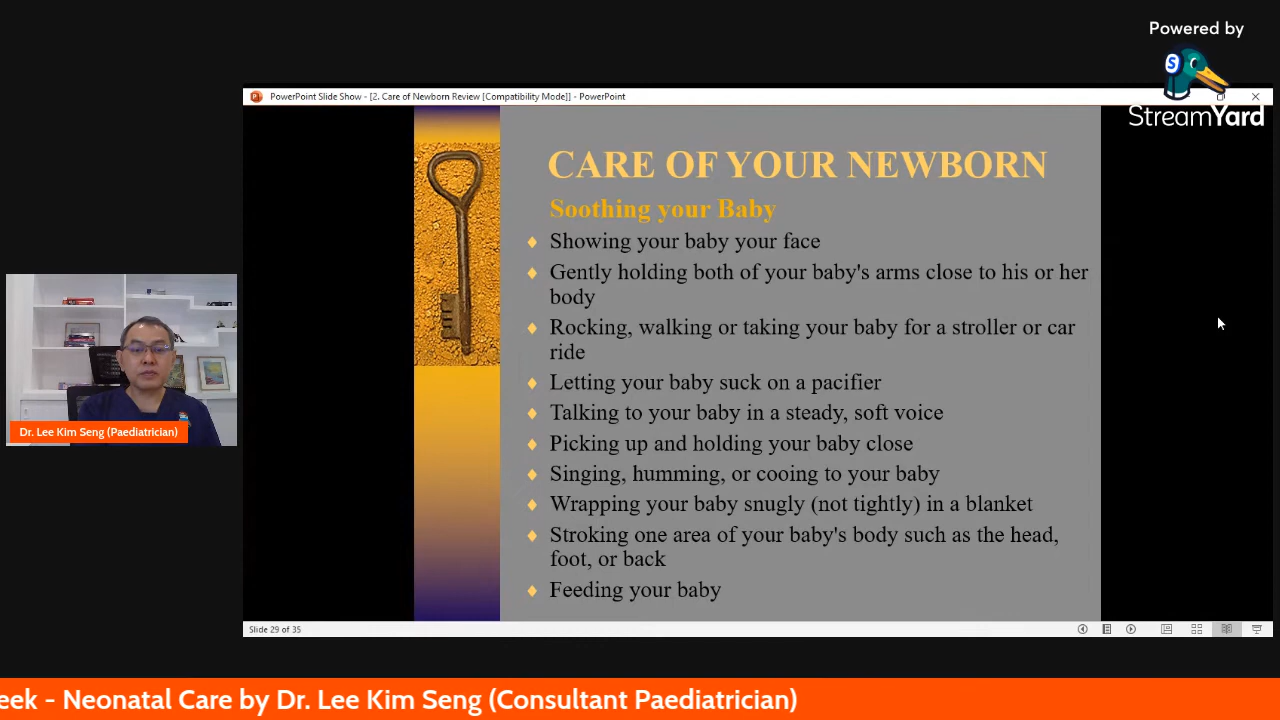 Powered by
StreamYard
PowerPoint Slide Show - [2. Care of Newborn Review [Compatibility Mode]] - PowerPoint
CARE OF YOUR NEWBORN
Soothing your Baby
Showing your baby your face
Gently holding both of your baby's arms close to his or her
body
Rocking, walking or taking your baby for a stroller or car
ride
Letting your baby suck on a pacifier
Talking to your baby in a steady, soft voice
Picking up and holding your baby close
Singing, humming, or cooing to your baby
Wrapping your baby snugly (not tightly) in a blanket
Stroking one area of your baby's body such as the head,
foot, or back
Feeding your baby
Dr. Lee Kim Seng (Paediatrician)
Slide 29 of 35
eek - Neonatal Care by Dr. Lee Kim Seng (Consultant Paediatrician)